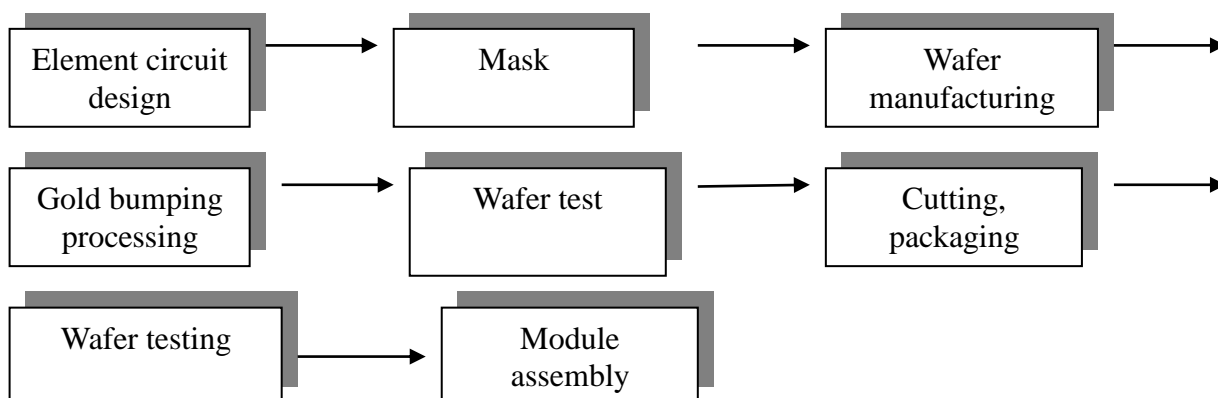 Element circuit
design
Mask
Wafer
manufacturing
Gold bumping
processing
Wafer test
Cutting,
packaging
Wafer testing
Module
assembly